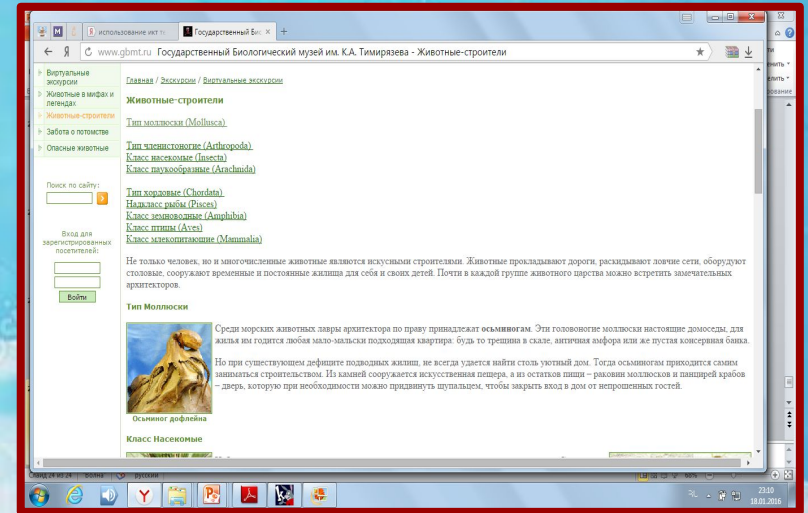 использование икт
Государственный Био
www.gbmt.ru Государственный Биологический музей им. К.А. Тимирязева - Животные-строители
Виртуальные
экскурсии
Животные в мифах и
легендах
Животные-строители
Забота о потомстве
Опасные животные
Поиск по сайту:
Вход для
зарегистрированных
посетителей:
Войти
Главная / Экскурсии / Виртуальные экскурсии
Животные-строители
Тип моллюски (Mollusca)
Тип членистоногие (Arthropoda)
Класс насекомые (Insecta)
Класс паукообразные (Arachnida)
Тип хордовые (Chordata)
Надкласс рыбы (Pisces)
Класс земноводные (Amphibia)
Класс птицы (Aves)
Класс млекопитающие (Mammalia)
Не только человек, но и многочисленные животные являются искусными строителями. Животные прокладывают дороги, раскидывают ловчие сети, оборудуют
столовые, сооружают временные и постоянные жилища для себя и своих детей. Почти в каждой группе животного царства можно встретить замечательных
архитекторов.
Тип Моллюски
Среди морских животных лавры архитектора по праву принадлежат осьминогам. Эти головоногие моллюски настоящие домоседы, для
жилья им годится любая мало-мальски подходящая квартира: будь то трещина в скале, античная амфора или же пустая консервная банка.
Но при существующем дефиците подводных жилищ, не всегда удается найти столь уютный дом. Тогда осьминогам приходится самим
заниматься строительством. Из камней сооружается искусственная пещера, а из остатков пищи – раковин моллюсков и панцирей крабов
– дверь, которую при необходимости можно придвинуть щупальцем, чтобы закрыть вход в дом от непрошенных гостей.
Осьминог дофлейна
Класс Насекомые
Слайд 24 из 24 Волна русский
68%
RL
23:10
18.01.2016